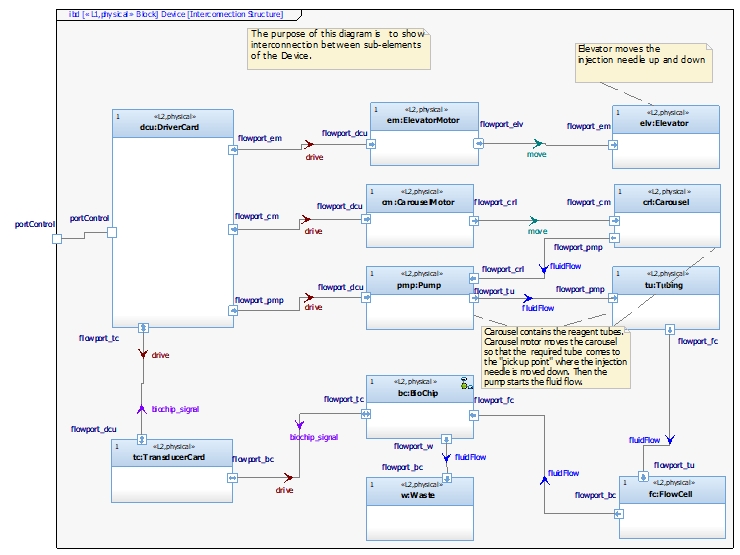 ibd [« L1,physical» Block] Device [Interconnection Structure]
The purpose of this diagram is to show
interconnection between sub-elements
of the Device.
Elevator moves the
injection needle up and down
1 «L2,physical»
dcu:DriverCard
1 «L2,physical»
em:ElevatorMotor
1 «L2,physical»
elv:Elevator
flowport_em
drive
flowport_dcu
flowport_elv
move
flowport_em
1 «L2,physical»
cm:CarouselMotor
1 «L2,physical»
crl:Carousel
flowport_cm
drive
flowport_dcu
flowport_crl
move
flowport_cm
portControl
portControl
flowport_pmp
fluidFlow
1 «L2,physical»
pmp:Pump
1 «L2,physical»
tu:Tubing
flowport_pmp
drive
flowport_dcu
flowport_crl
flowport_tu
fluidFlow
flowport_pmp
flowport_tc
drive
flowport_fc
Carousel contains the reagent tubes.
Carousel motor moves the carousel
so that the required tube comes to
the "pick up point" where the injection
needle is moved down. Then the
pump starts the fluid flow.
1 «L2,physical»
bc:BioChip
flowport_tc
flowport_fc
biochip_signal
biochip_signal
flowport_dcu
fluidFlow
1 «L2,physical»
tc:TransducerCard
flowport_bc
drive
flowport_w
fluidFlow
flowport_bc
fluidFlow
flowport_tu
1 «L2,physical»
w:Waste
1 «L2,physical»
fc:FlowCell
flowport_bc